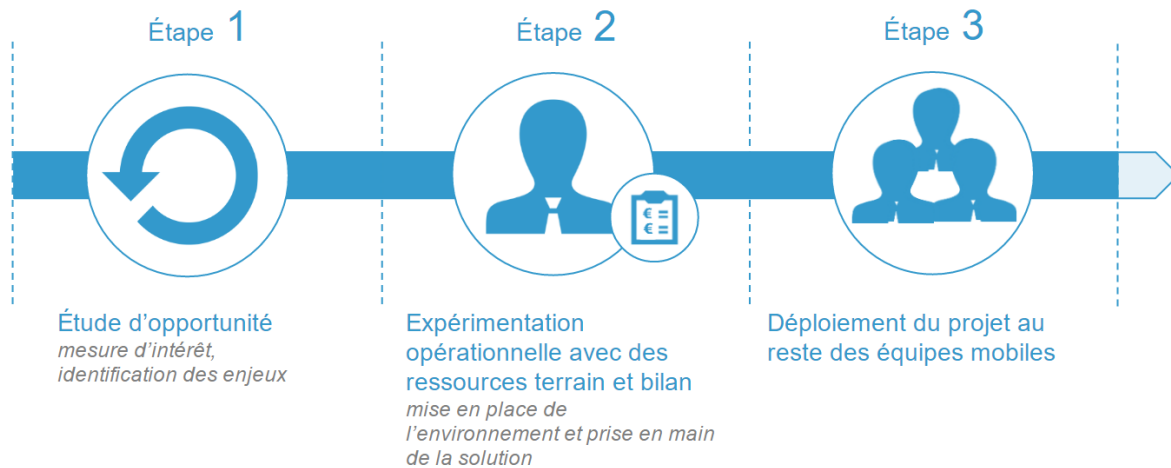 Étape 1
Étape 2
Étape 3
Étude d’opportunité
mesure d’intérêt,
identification des enjeux
Expérimentation
opérationnelle avec des
ressources terrain et bilan
mise en place de
l’environnement et prise en main
de la solution
Déploiement du projet au
reste des équipes mobiles
€
€